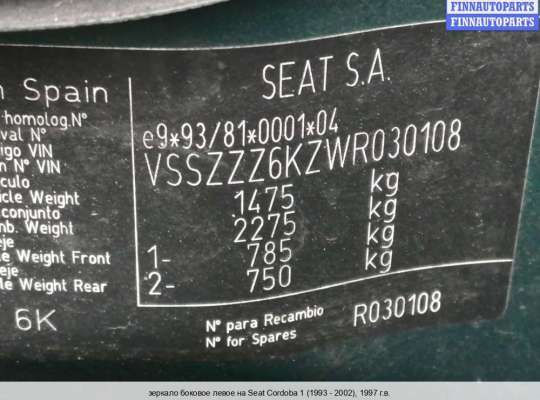 FINNAUTOPARTS
FINNAUTOPARTS
n Spain
SEAT S.A.
homolog.N°
val N°
e9*93/81*0001*04
igo VIN
VSSZZZ6KZWR030108
N° VIN
culo
icle Weight 1475 kg
conjunto
mb. Weight 2275 kg
eje
le Weight Front 1- 785 kg
eje
le Weight Rear 2- 750
6K
N° para Recambio
N° for Spares
R030108
зеркало боковое левое на Seat Cordoba 1 (1993 - 2002), 1997 г.в.